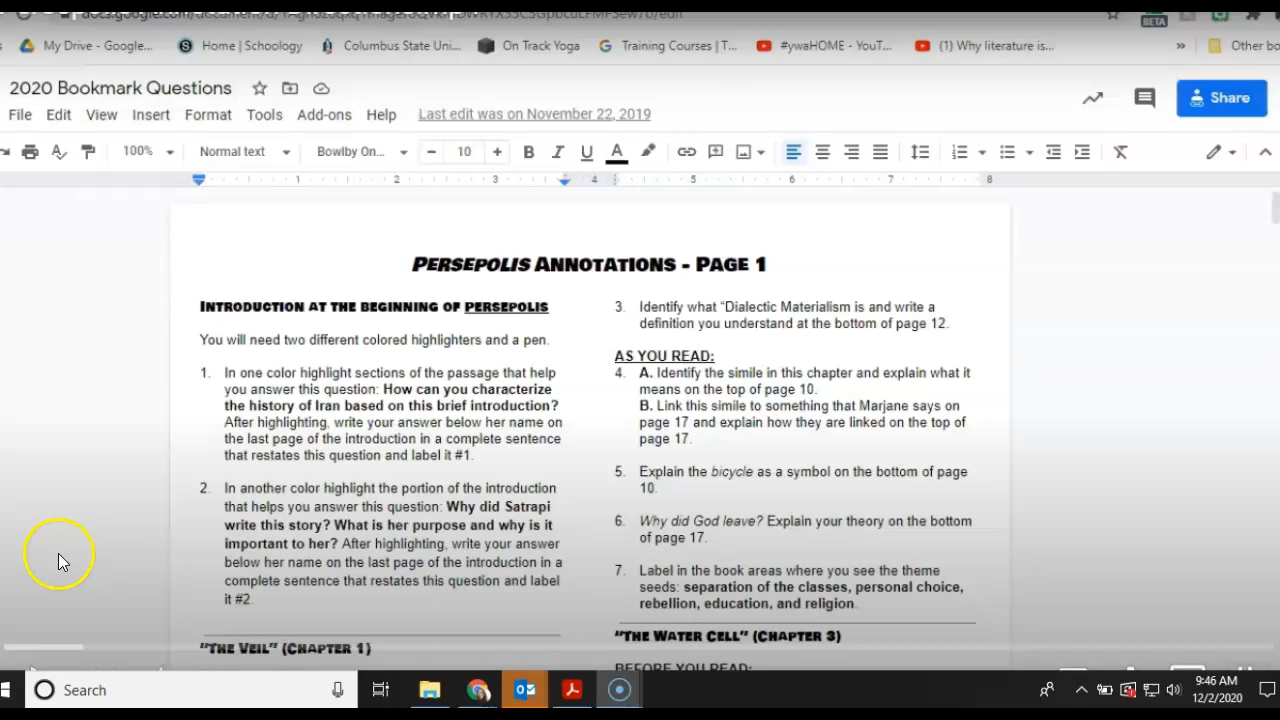 My Drive - Google...
Home | Schoology
Columbus State Uni...
On Track Yoga
Training Courses | T...
#ywaHOME - YouT...
(1) Why literature is...
»
Other bo
BETA
2020 Bookmark Questions
File Edit View Insert Format Tools Add-ons Help
Last edit was on November 22, 2019
Share
100%
Normal text
Bowlby On...
10
B I U A
1 2 3 4 5 6 7 8
PERSEPOLIS ANNOTATIONS - PAGE 1
INTRODUCTION AT THE BEGINNING OF PERSEPOLIS
You will need two different colored highlighters and a pen.
1. In one color highlight sections of the passage that help
you answer this question: How can you characterize
the history of Iran based on this brief introduction?
After highlighting, write your answer below her name on
the last page of the introduction in a complete sentence
that restates this question and label it #1.
2. In another color highlight the portion of the introduction
that helps you answer this question: Why did Satrapi
write this story? What is her purpose and why is it
important to her? After highlighting, write your answer
below her name on the last page of the introduction in a
complete sentence that restates this question and label
it #2.
"THE VEIL" (CHAPTER 1)
3. Identify what “Dialectic Materialism is and write a
definition you understand at the bottom of page 12.
AS YOU READ:
4. A. Identify the simile in this chapter and explain what it
means on the top of page 10.
B. Link this simile to something that Marjane says on
page 17 and explain how they are linked on the top of
page 17.
5. Explain the bicycle as a symbol on the bottom of page
10.
6. Why did God leave? Explain your theory on the bottom
of page 17.
7. Label in the book areas where you see the theme
seeds: separation of the classes, personal choice,
rebellion, education, and religion.
"THE WATER CELL" (CHAPTER 3)
BEFORE YOU READ:
Search
9:46 AM
12/2/2020